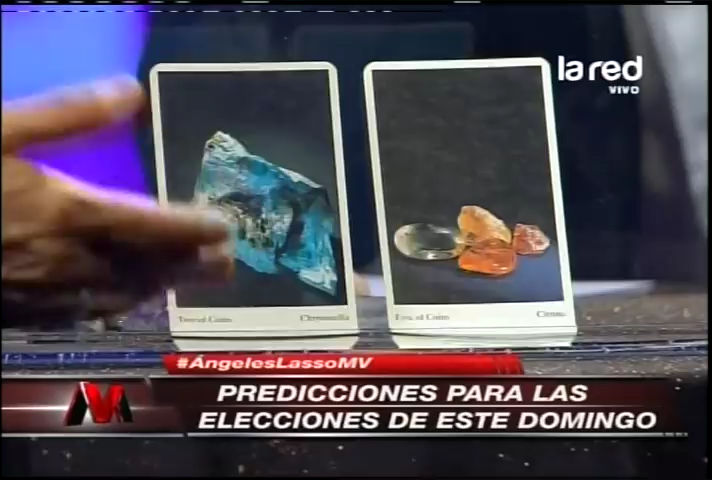 la red
VIVO
#ÁngelesLassoMV
PREDICCIONES PARA LAS
ELECCIONES DE ESTE DOMINGO